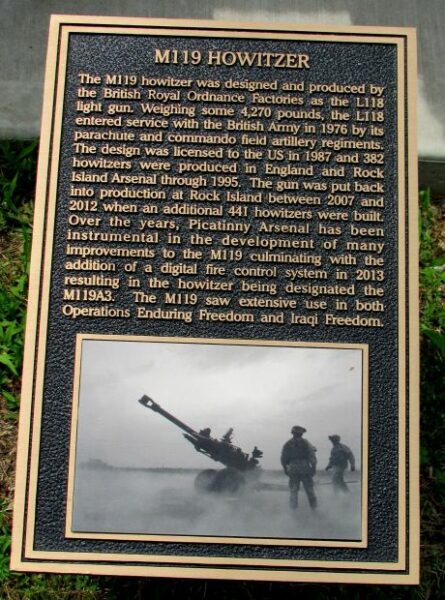 M119 HOWITZER
The M119 howitzer was designed and produced by
the British Royal Ordnance Factories as the L118
light gun. Weighing some 4,270 pounds, the L118
entered service with the British Army in 1976 by its
parachute and commando field artillery regiments.
The design was licensed to the US in 1987 and 382
howitzers were produced in England and Rock
Island Arsenal through 1995. The gun was put back
into production at Rock Island between 2007 and
2012 when an additional 441 howitzers were built.
Over the years, Picatinny Arsenal has been
instrumental in the development of many
improvements to the M119 culminating with the
addition of a digital fire control system in 2013
resulting in the howitzer being designated the
M119A3. The M119 saw extensive use in both
Operations Enduring Freedom and Iraqi Freedom.